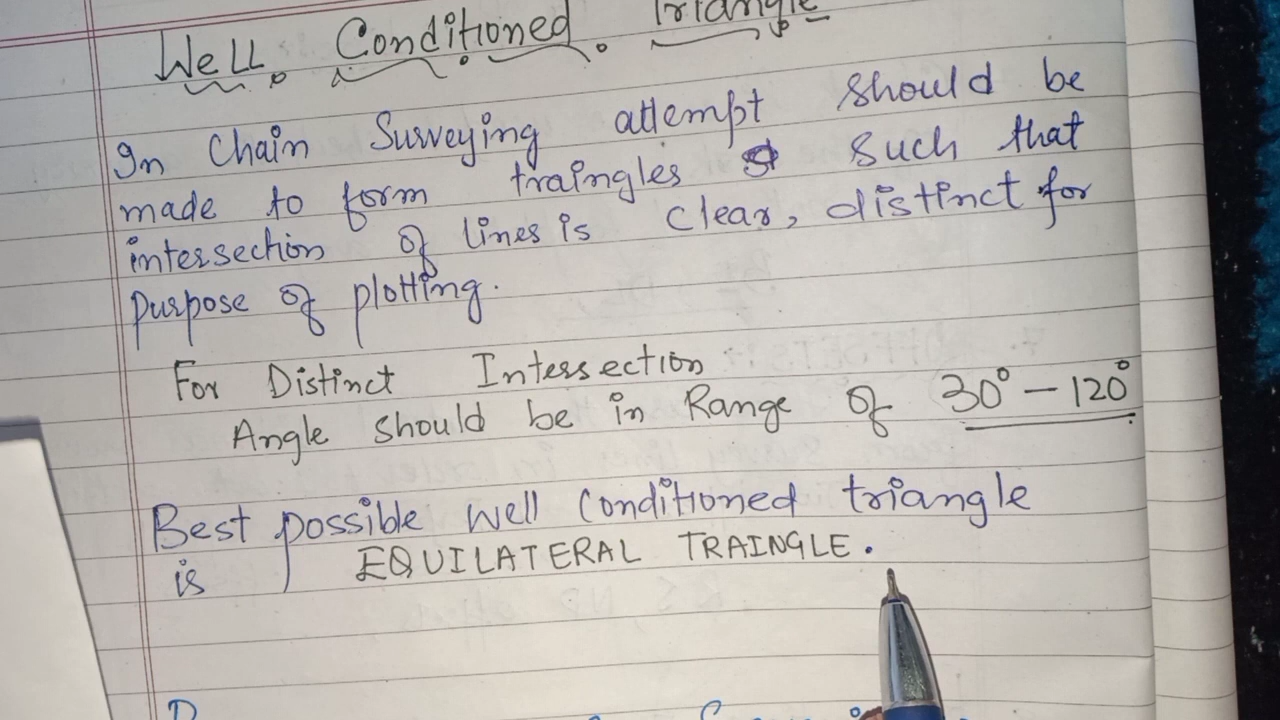 Well Conditioned Triangle
In Chain Surveying attempt should be
made to form traingles such that
intersection of lines is clear, distinct for
purpose of plotting.
For Distinct Intersection
Angle should be in Range of 30° - 120°
Best possible well conditioned triangle
is EQUILATERAL TRAINGLE.